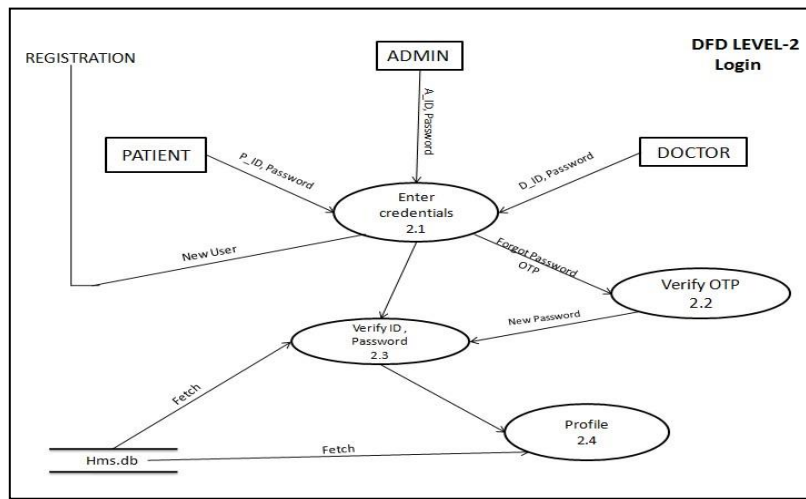 DFD LEVEL-2
Login
REGISTRATION
ADMIN
A_ID, Password
PATIENT
P_ID, Password
DOCTOR
D_ID, Password
Enter
credentials
2.1
New User
Forgot Password
OTP
Verify OTP
2.2
New Password
Verify ID ,
Password
2.3
Fetch
Profile
2.4
Hms.db
Fetch